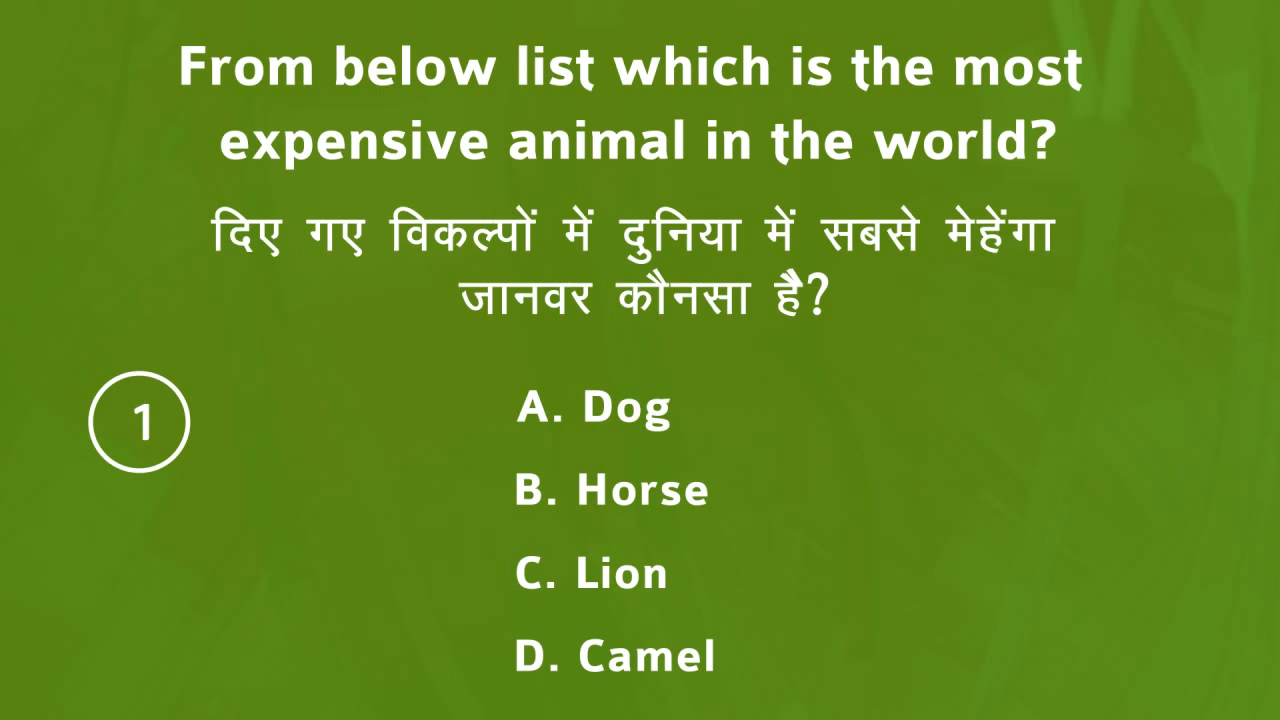 From below list which is the most
expensive animal in the world?
दिए गए विकल्पों में दुनिया में सबसे मेहेंगा
जानवर कौनसा है?
1
A. Dog
B. Horse
C. Lion
D. Camel